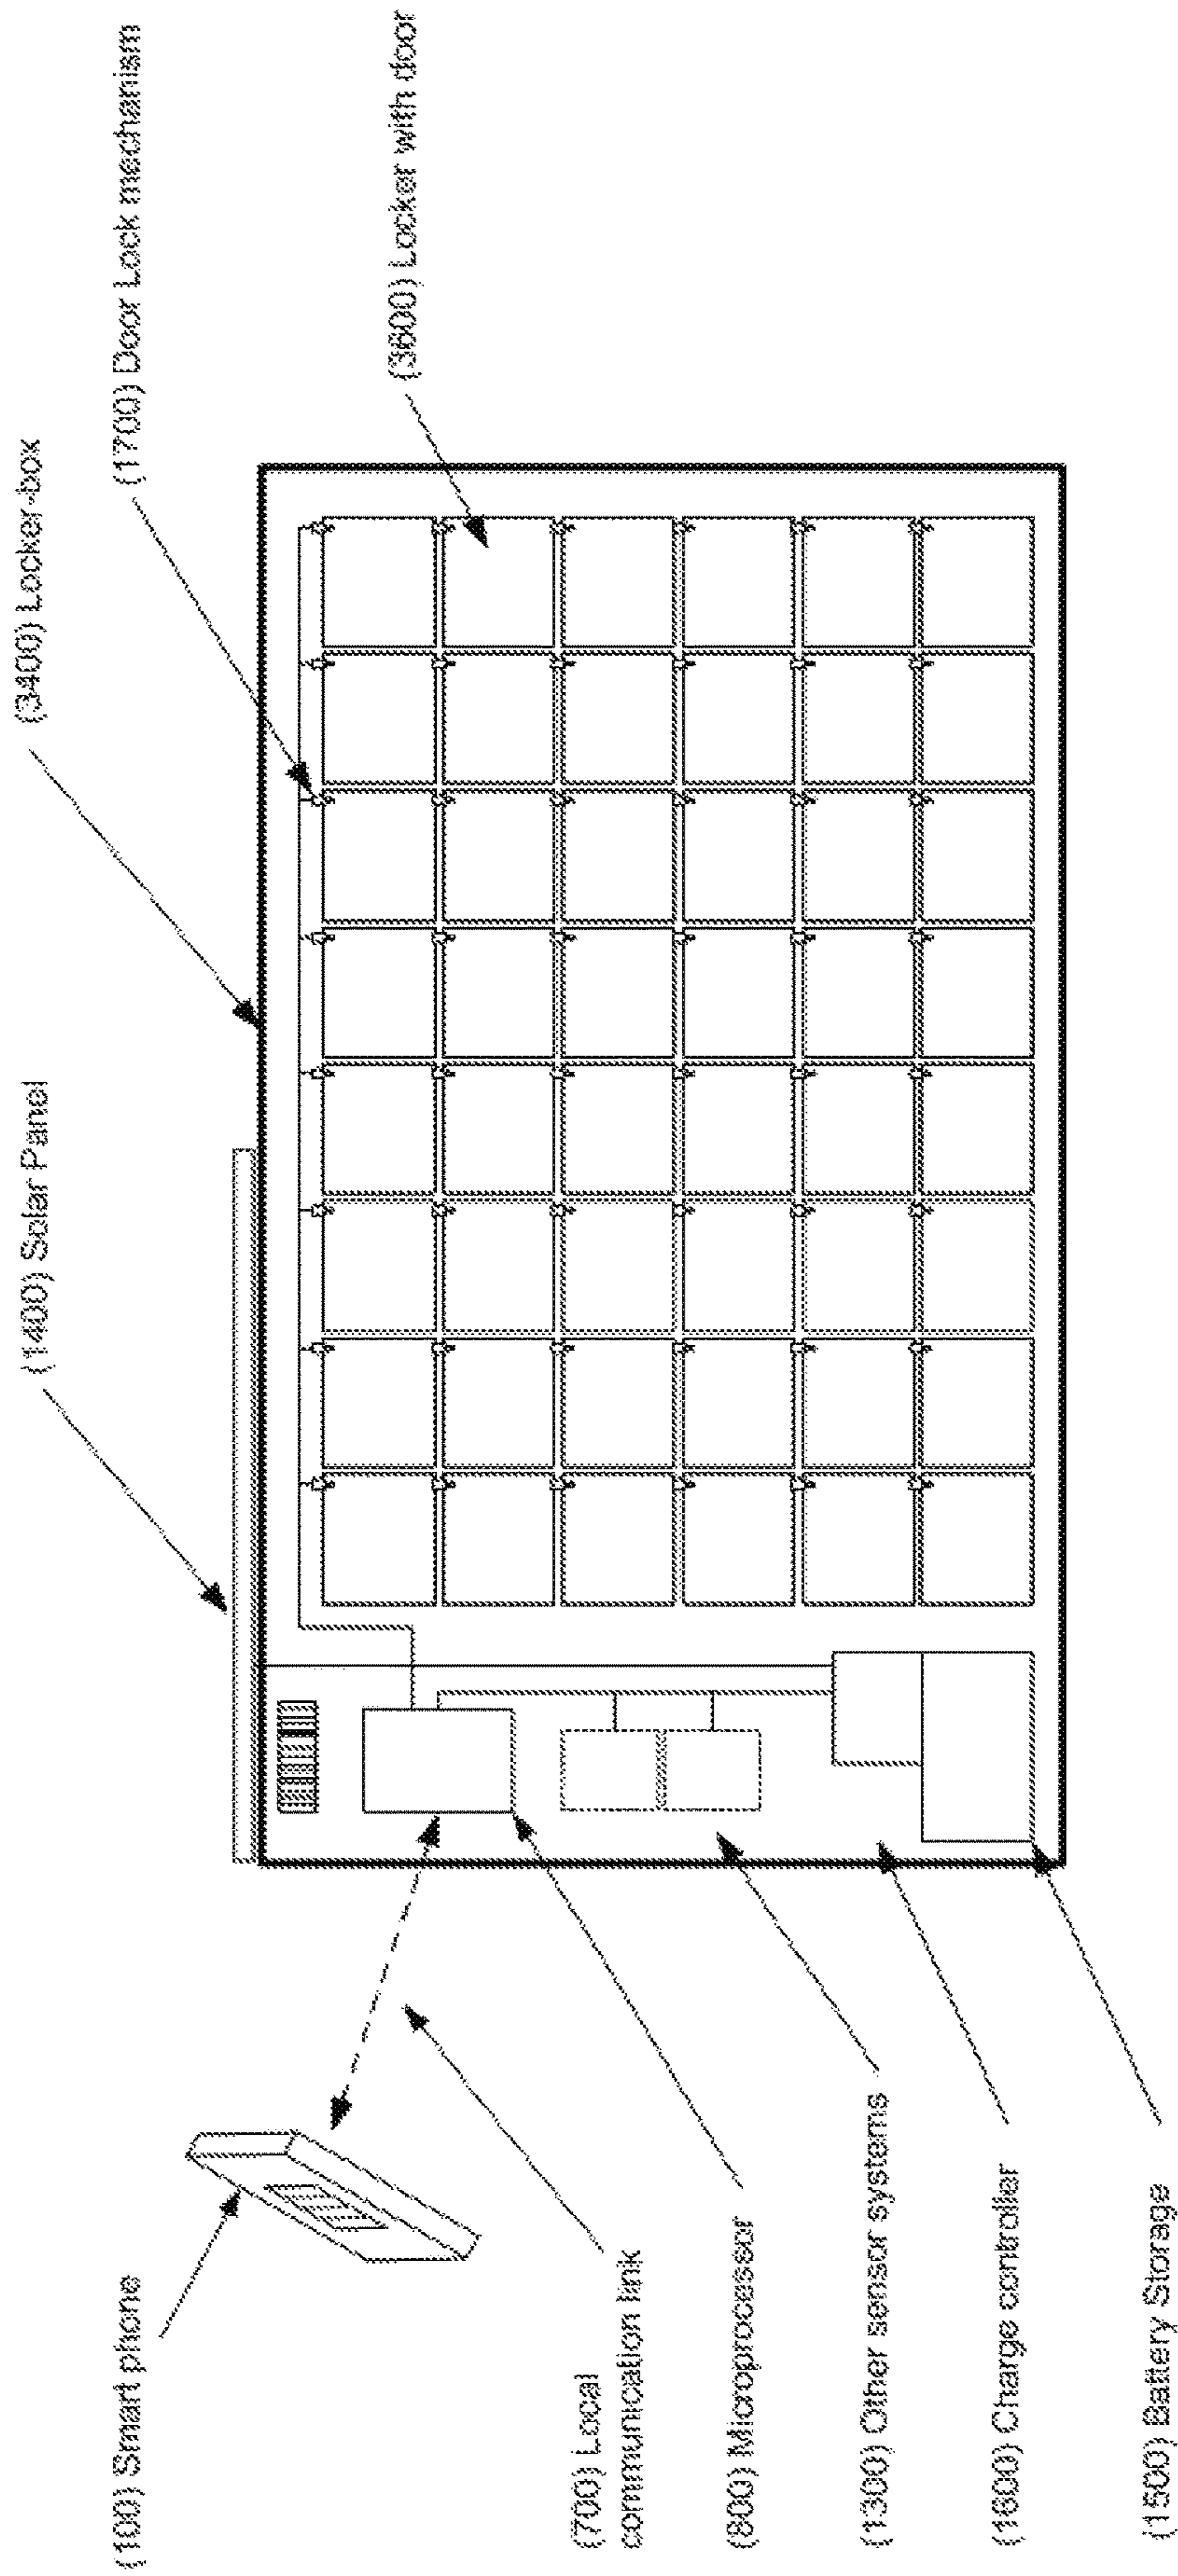 (3400) Locker-box
(1400) Solar Panel
(1700) Door Lock mechanism
(100) Smart phone
(3600) Locker with door
(700) Local
communication link
(800) Microprocessor
(1300) Other sensor systems
(1600) Charge controller
(1500) Battery Storage